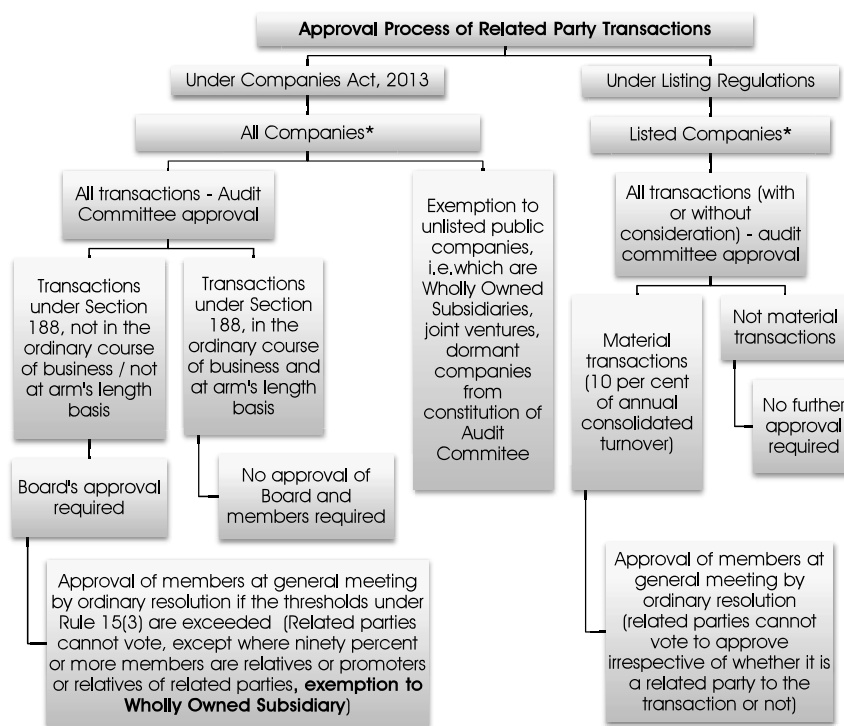 Approval Process of Related Party Transactions
Under Companies Act, 2013
Under Listing Regulations
All Companies*
Listed Companies*
All transactions - Audit
Committee approval
Exemption to
unlisted public
companies,
i.e.which are
Wholly Owned
Subsidiaries,
joint ventures,
dormant
companies
from
constitution of
Audit
Commitee
All transactions (with
or without
consideration) - audit
committee approval
Transactions
under Section
188, not in the
ordinary course
of business / not
at arm's length
basis
Transactions
under Section
188, in the
ordinary course
of business and
at arm's length
basis
Material
transactions
(10 per cent
of annual
consolidated
turnover)
Not material
transactions
No further
approval
required
Board's approval
required
No approval of
Board and
members required
Approval of members at general meeting
by ordinary resolution if the thresholds under
Rule 15(3) are exceeded (Related parties
cannot vote, except where ninety percent
or more members are relatives or promoters
or relatives of related parties, exemption to
Wholly Owned Subsidiary)
Approval of members at
general meeting by
ordinary resolution
(related parties cannot
vote to approve
irrespective of whether it is
a related party to the
transaction or not)